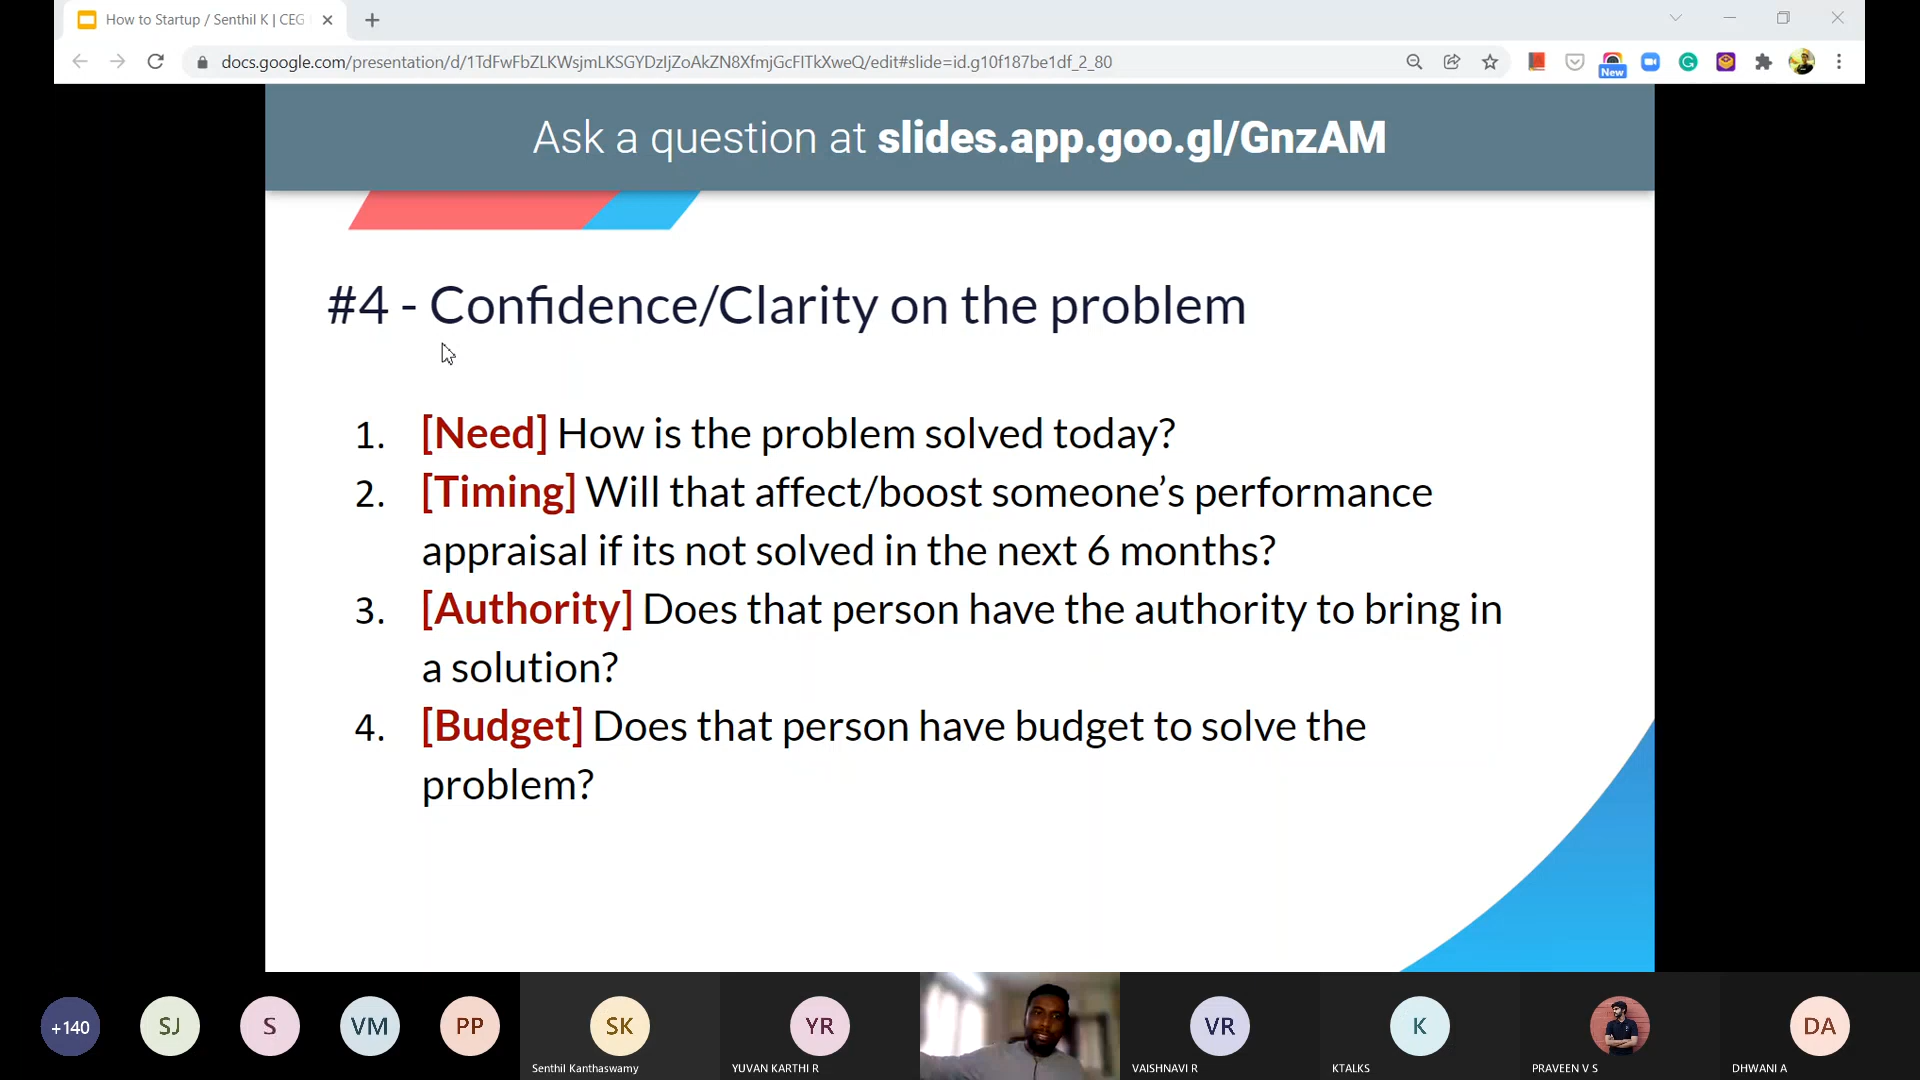 How to Startup / Senthil K | CEG
docs.google.com/presentation/d/1TdFwFbZLKWsjmLKSGYDzIjZoAkZN8XfmjGcFITkXweQ/edit#slide=id.g10f187be1df_2_80
New
Ask a question at slides.app.goo.gl/GnzAM
#4 - Confidence/Clarity on the problem
1. [Need] How is the problem solved today?
2. [Timing] Will that affect/boost someone’s performance
appraisal if its not solved in the next 6 months?
3. [Authority] Does that person have the authority to bring in
a solution?
4. [Budget] Does that person have budget to solve the
problem?
+140
SJ
S
VM
PP
SK
YR
VR
K
DA
Senthil Kanthaswamy
YUVAN KARTHI R
VAISHNAVI R
KTALKS
PRAVEEN V S
DHWANI A